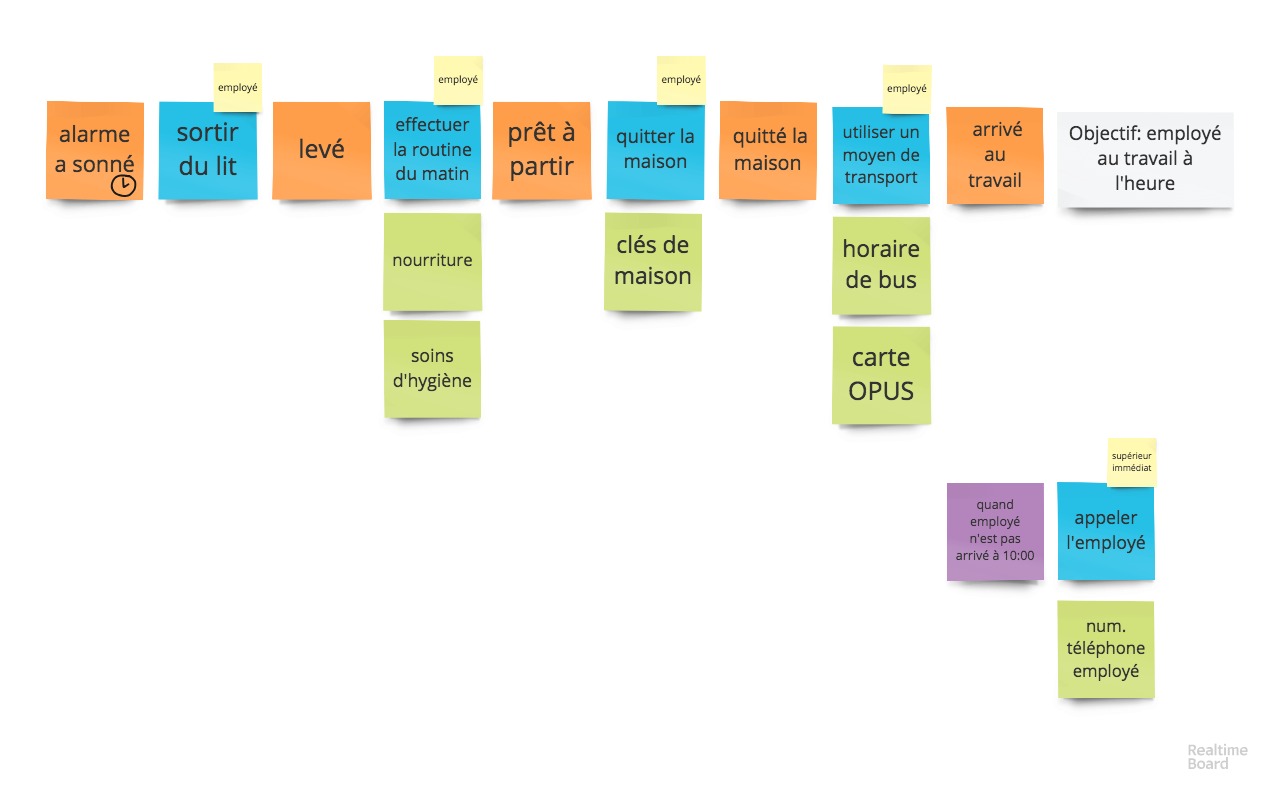 employé
employé
employé
employé
alarme
a sonné
sortir
du lit
levé
effectuer
la routine
du matin
prêt à
partir
quitter la
maison
quitté la
maison
utiliser un
moyen de
transport
arrivé
au
travail
Objectif: employé
au travail à
l'heure
nourriture
clés de
maison
horaire
de bus
soins
d'hygiène
carte
OPUS
supérieur
immédiat
quand
employé
n'est pas
arrivé à 10:00
appeler
l'employé
num.
téléphone
employé
Realtime
Board